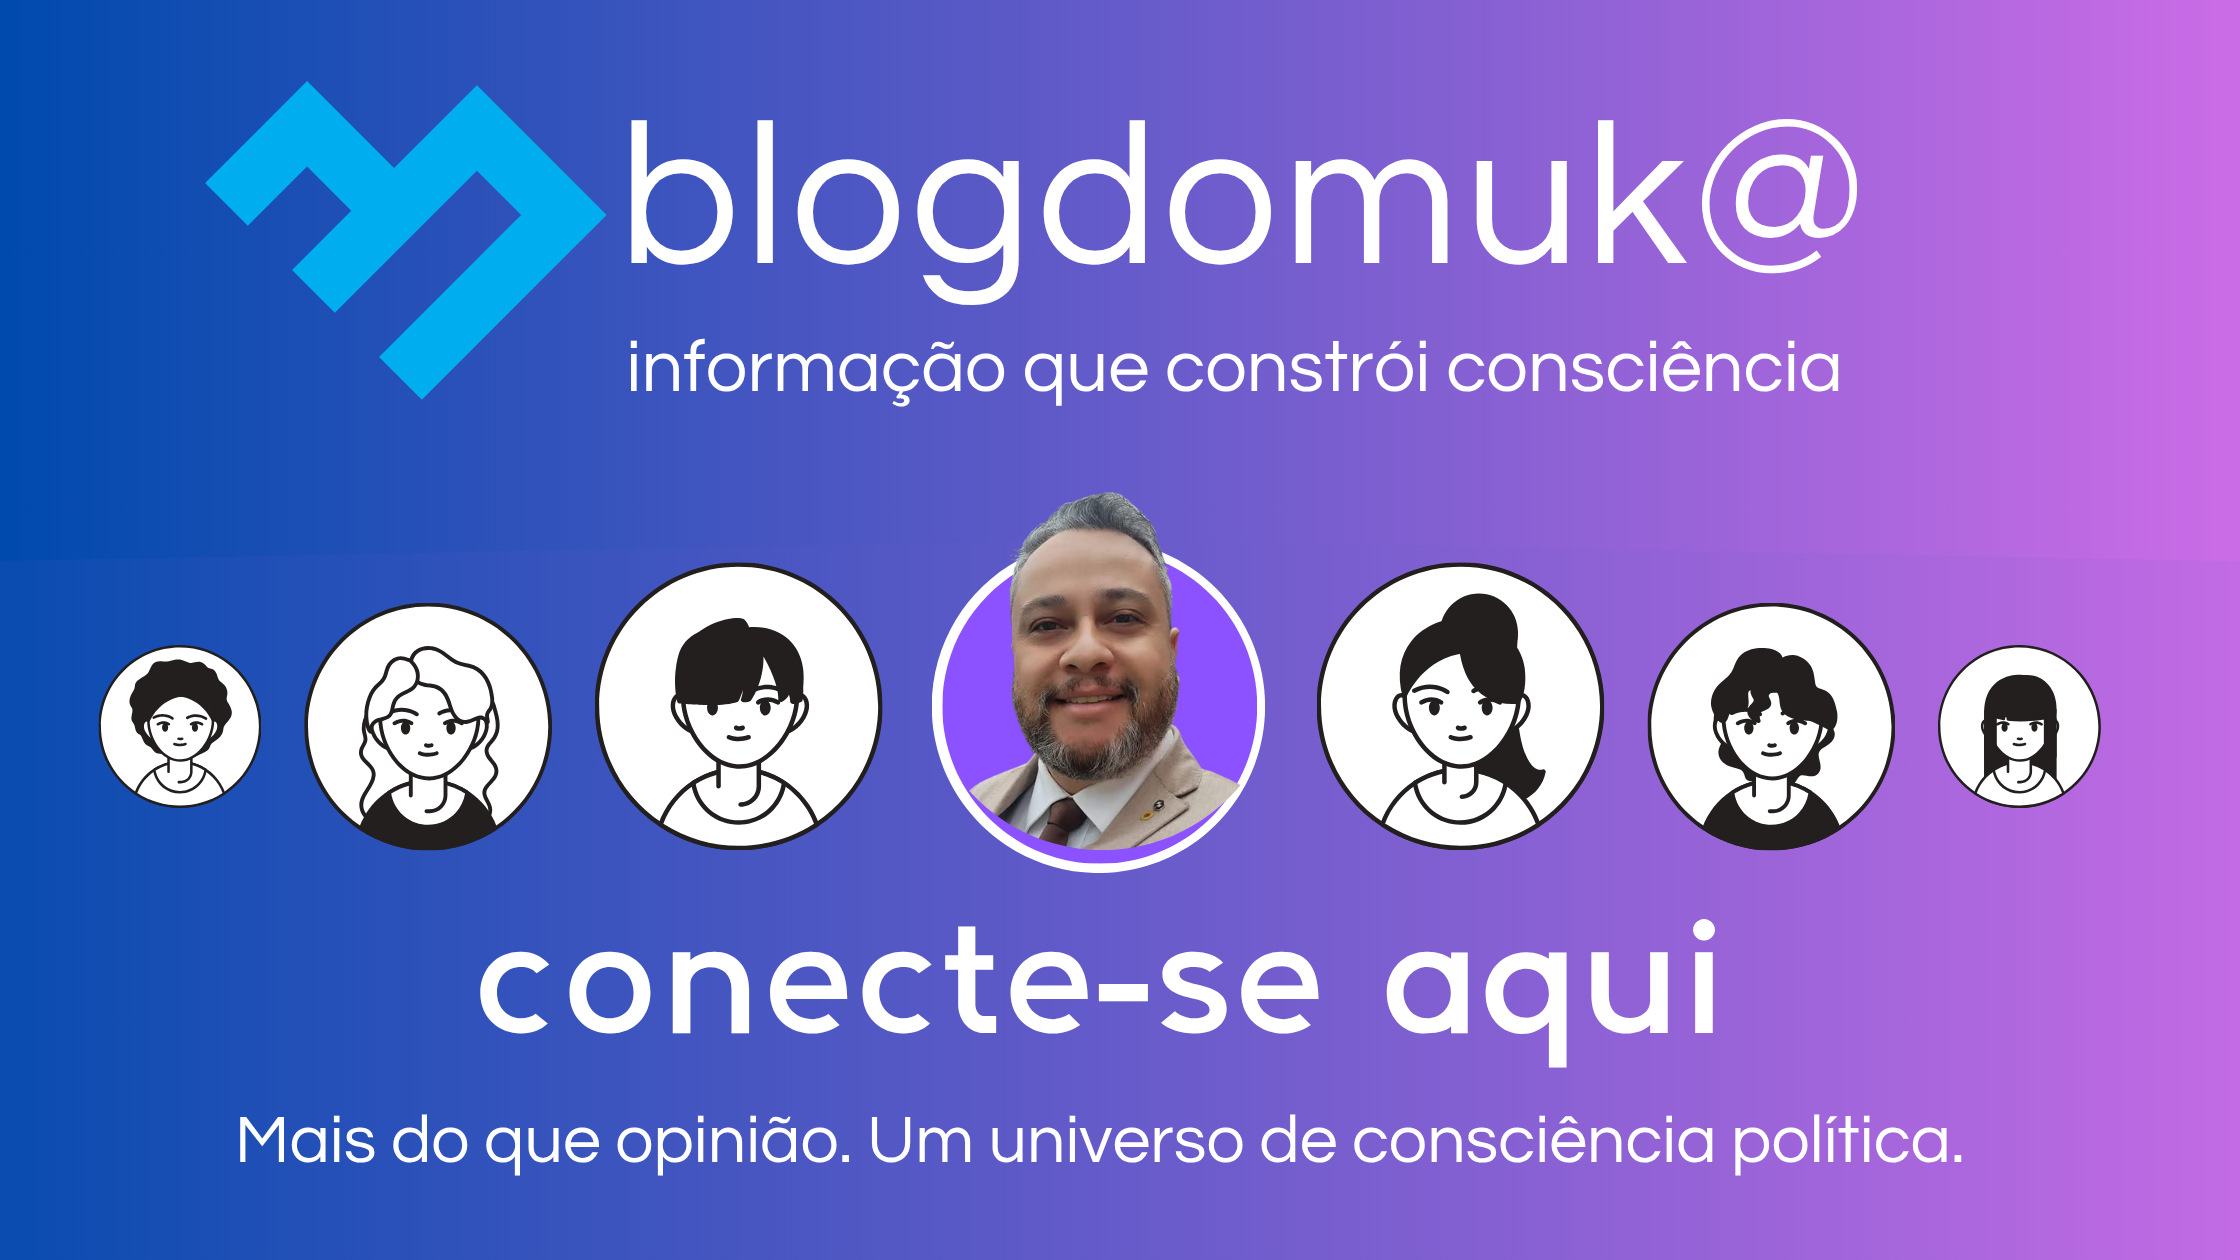 blogdomuk@
informação que constrói consciência
conecte-se aqui
Mais do que opinião. Um universo de consciência política.